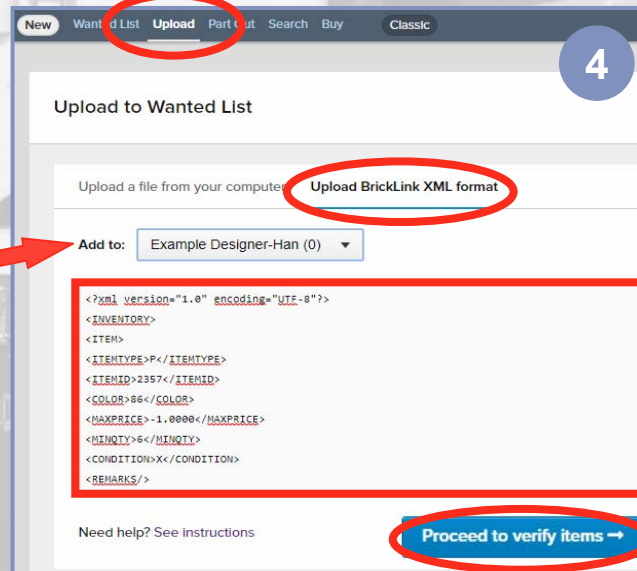 New Wanted List Upload Part Out Search Buy Classic
4
Upload to Wanted List
Upload a file from your computer Upload BrickLink XML format
Add to: Example Designer-Han (0)
<?xml version="1.0" encoding="UTF-8"?>
<INVENTORY>
<ITEM>
<ITEMTYPE>P</ITEMTYPE>
<ITEMID>2357</ITEMID>
<COLOR>86</COLOR>
<MAXPRICE>-1.0000</MAXPRICE>
<MINQTY>6</MINQTY>
<CONDITION>X</CONDITION>
<REMARKS/>
Need help? See instructions
Proceed to verify items →